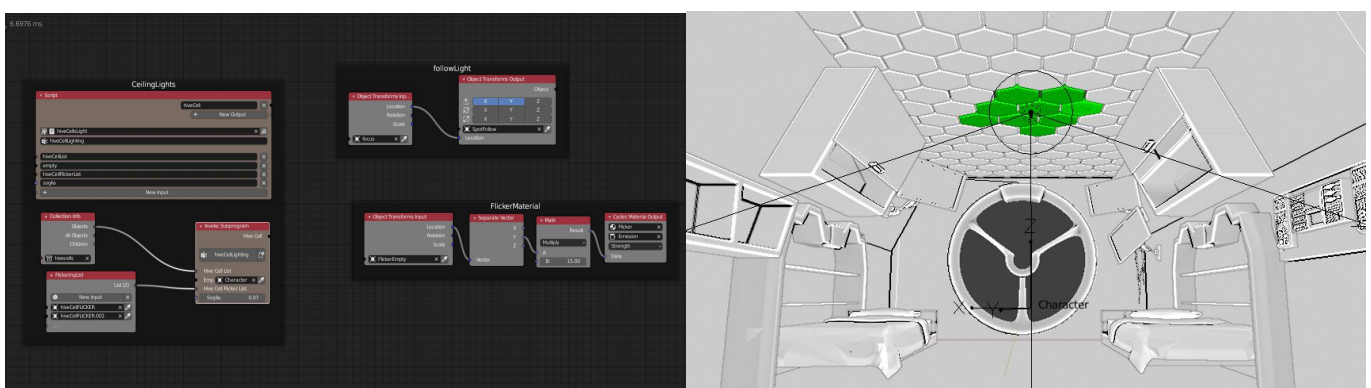 6.6976 ms
CeilingLights
Script
hiveCell
New Output
hiveCellsLight
hiveCellLighting
hiveCellList
empty
hiveCellFlickerList
soglia
New Input
Collection Info
Objects
All Objects
Children
hivecells
FlickeringList
List (2)
New Input
hiveCellFLICKER
hiveCellFLICKER.002
Invoke Subprogram
Hive Cell
hiveCellLighting
Hive Cell List
Emp Character
Hive Cell Flicker List
Soglia: 0.07
followLight
Object Transforms Inp...
Location
Rotation
Scale
focus
Object Transforms Output
Object
X Y Z
X Y Z
X Y Z
SpotFollow
Location
FlickerMaterial
Object Transforms Input
Location
Rotation
Scale
FlickerEmpty
Separate Vector
X
Y
Z
Vector
Math
Result
Multiply
A
B: 15.00
Cycles Material Output
Flicker
Emission
Strength
Data
Z
X Y Character